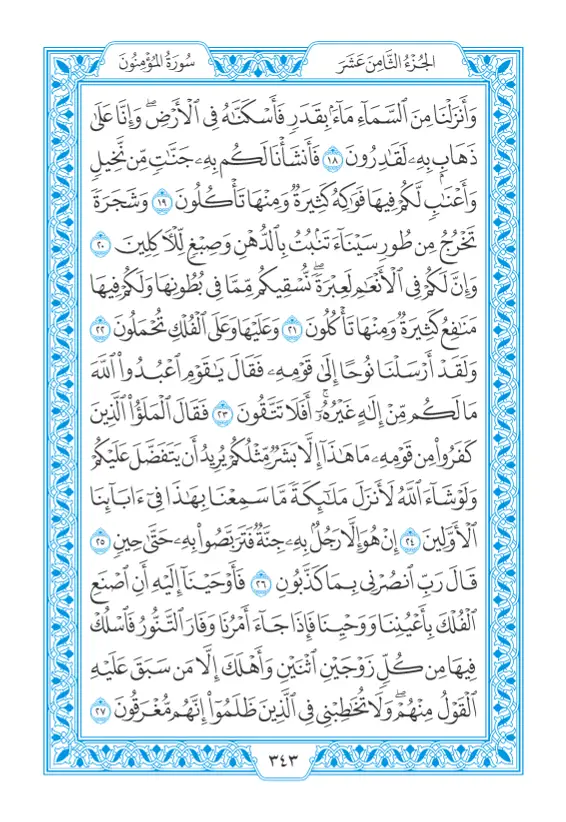 الجُزْءُ الثَّامِنَ عَشَرَ
سُورَةُ المُؤْمِنُونَ
وَأَنزَلْنَا مِنَ ٱلسَّمَآءِ مَآءَۢ بِقَدَرٖ فَأَسْكَنَّٰهُ فِي ٱلْأَرْضِۖ وَإِنَّا عَلَىٰ
ذَهَابِۭ بِهِۦ لَقَٰدِرُونَ ١٨ فَأَنشَأْنَا لَكُم بِهِۦ جَنَّٰتٖ مِّن نَّخِيلٖ
وَأَعْنَٰبٖ لَّكُمْ فِيهَا فَوَٰكِهُ كَثِيرَةٞ وَمِنْهَا تَأْكُلُونَ ١٩ وَشَجَرَةٗ
تَخْرُجُ مِن طُورِ سَيْنَآءَ تَنۢبُتُ بِٱلدُّهْنِ وَصِبْغٖ لِّلْأٓكِلِينَ ٢٠
وَإِنَّ لَكُمْ فِي ٱلْأَنْعَٰمِ لَعِبْرَةٗۖ نُّسْقِيكُم مِّمَّا فِي بُطُونِهَا وَلَكُمْ فِيهَا
مَنَٰفِعُ كَثِيرَةٞ وَمِنْهَا تَأْكُلُونَ ٢١ وَعَلَيْهَا وَعَلَى ٱلْفُلْكِ تُحْمَلُونَ ٢٢
وَلَقَدْ أَرْسَلْنَا نُوحًا إِلَىٰ قَوْمِهِۦ فَقَالَ يَٰقَوْمِ ٱعْبُدُواْ ٱللَّهَ
مَا لَكُم مِّنْ إِلَٰهٍ غَيْرُهُۥٓۚ أَفَلَا تَتَّقُونَ ٢٣ فَقَالَ ٱلْمَلَؤُاْ ٱلَّذِينَ
كَفَرُواْ مِن قَوْمِهِۦ مَا هَٰذَآ إِلَّا بَشَرٞ مِّثْلُكُمْ يُرِيدُ أَن يَتَفَضَّلَ عَلَيْكُمْ
وَلَوْ شَآءَ ٱللَّهُ لَأَنزَلَ مَلَٰٓئِكَةٗ مَّا سَمِعْنَا بِهَٰذَا فِيٓ ءَابَآئِنَا
ٱلْأَوَّلِينَ ٢٤ إِنْ هُوَ إِلَّا رَجُلُۢ بِهِۦ جِنَّةٞ فَتَرَبَّصُواْ بِهِۦ حَتَّىٰ حِينٖ ٢٥
قَالَ رَبِّ ٱنصُرْنِي بِمَا كَذَّبُونِ ٢٦ فَأَوْحَيْنَآ إِلَيْهِ أَنِ ٱصْنَعِ
ٱلْفُلْكَ بِأَعْيُنِنَا وَوَحْيِنَا فَإِذَا جَآءَ أَمْرُنَا وَفَارَ ٱلتَّنُّورُ فَٱسْلُكْ
فِيهَا مِن كُلّٖ زَوْجَيْنِ ٱثْنَيْنِ وَأَهْلَكَ إِلَّا مَن سَبَقَ عَلَيْهِ
ٱلْقَوْلُ مِنْهُمْۖ وَلَا تُخَٰطِبْنِي فِي ٱلَّذِينَ ظَلَمُوٓاْ إِنَّهُم مُّغْرَقُونَ ٢٧
٣٤٣